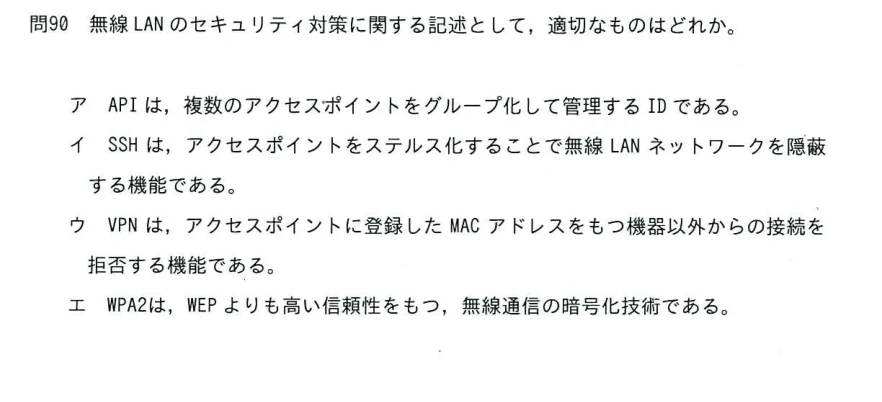 問90 無線LANのセキュリティ対策に関する記述として，適切なものはどれか。
ア APIは，複数のアクセスポイントをグループ化して管理するIDである。
イ SSHは，アクセスポイントをステルス化することで無線LANネットワークを隠蔽
する機能である。
ウ VPNは，アクセスポイントに登録したMACアドレスをもつ機器以外からの接続を
拒否する機能である。
エ WPA2は，WEPよりも高い信頼性をもつ，無線通信の暗号化技術である。